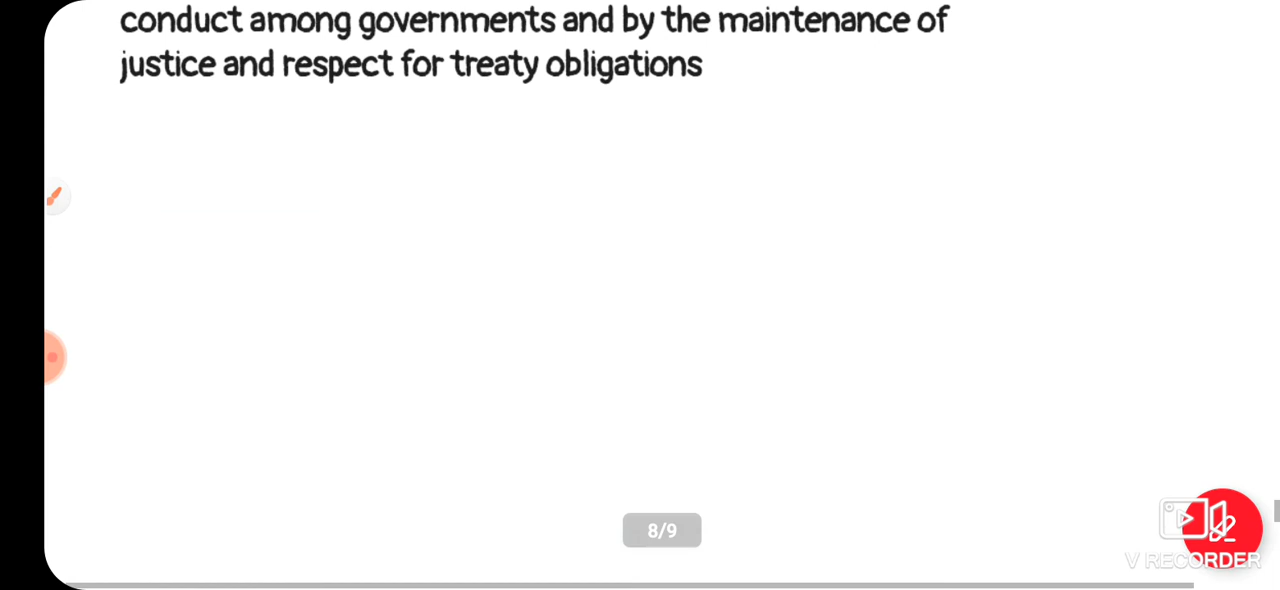 conduct among governments and by the maintenance of
justice and respect for treaty obligations
8/9
V RECORDER